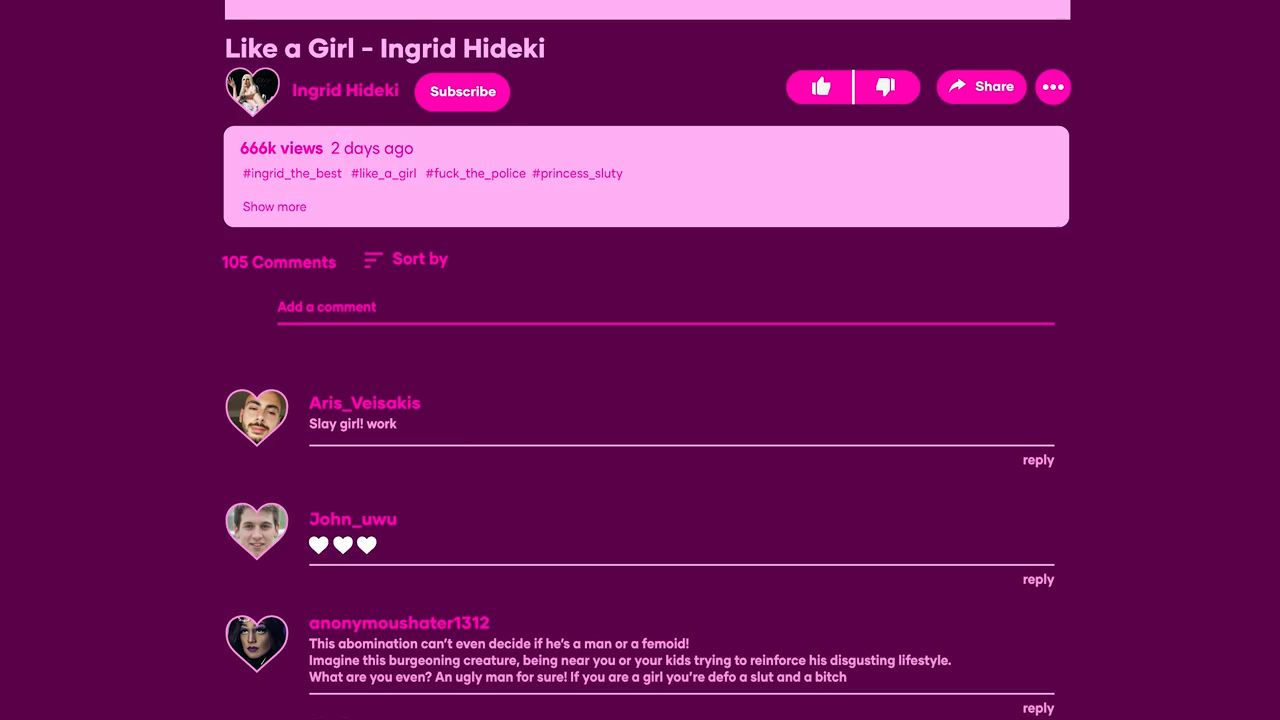 Like a Girl - Ingrid Hideki
Ingrid Hideki
Subscribe
Share
666k views 2 days ago
#ingrid_the_best #like_a_girl #fuck_the_police #princess_sluty
Show more
105 Comments
Sort by
Add a comment
Aris_Veisakis
Slay girl! work
reply
John_uwu
reply
anonymoushater1312
This abomination can't even decide if he's a man or a femoid!
Imagine this burgeoning creature, being near you or your kids trying to reinforce his disgusting lifestyle.
What are you even? An ugly man for sure! If you are a girl you're defo a slut and a bitch
reply